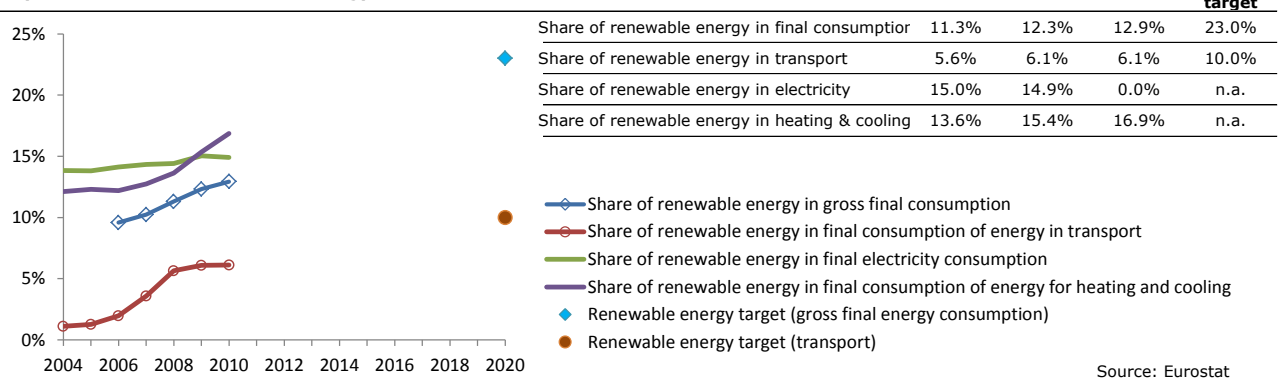 target
Share of renewable energy in final consumption 11.3% 12.3% 12.9% 23.0%
Share of renewable energy in transport 5.6% 6.1% 6.1% 10.0%
Share of renewable energy in electricity 15.0% 14.9% 0.0% n.a.
Share of renewable energy in heating & cooling 13.6% 15.4% 16.9% n.a.
25%
20%
15%
10%
5%
0%
2004 2006 2008 2010 2012 2014 2016 2018 2020
Share of renewable energy in gross final consumption
Share of renewable energy in final consumption of energy in transport
Share of renewable energy in final electricity consumption
Share of renewable energy in final consumption of energy for heating and cooling
Renewable energy target (gross final energy consumption)
Renewable energy target (transport)
Source: Eurostat